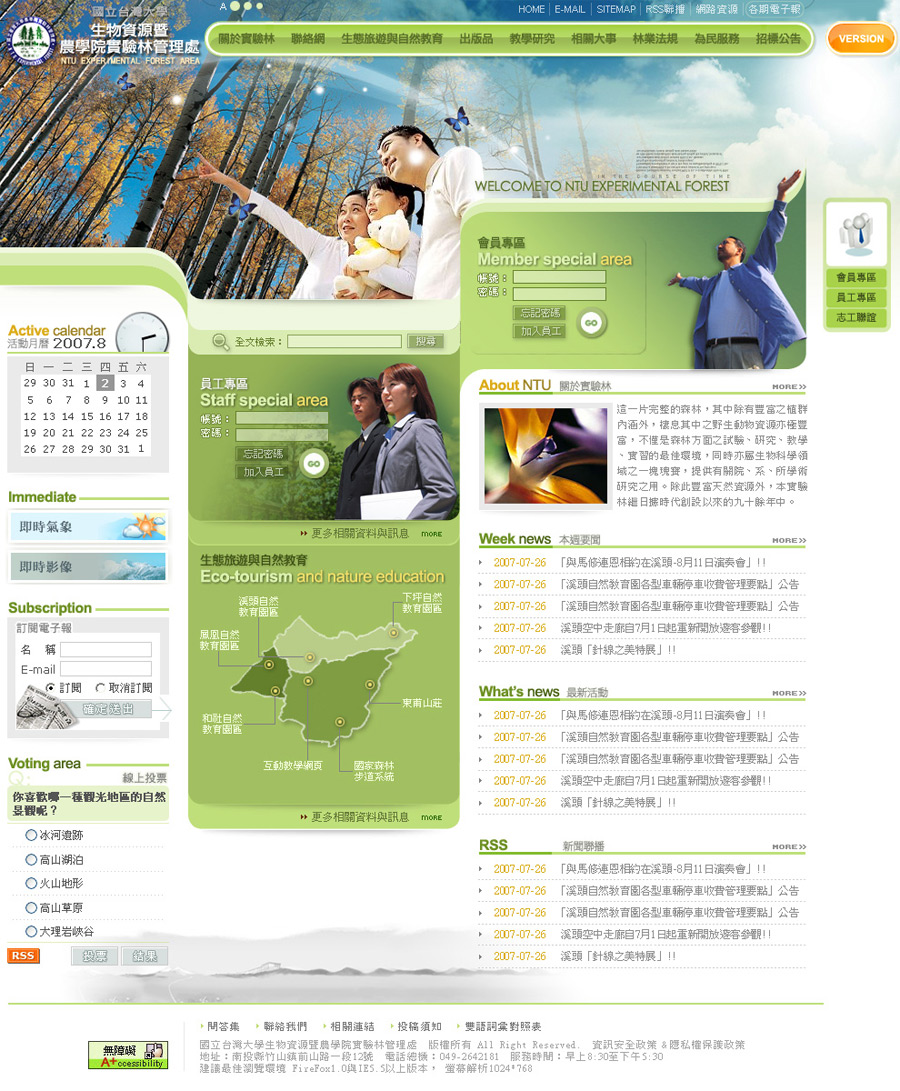 HOME | E-MAIL | SITEMAP | RSS聯播 | 網路資源 | 各期電子報
A
國立台灣大學
生物資源暨
農學院實驗林管理處
NTU EXPERIMENTAL FOREST AREA
關於實驗林 聯絡網 生態旅遊與自然教育 出版品 教學研究 相關大事 林業法規 為民服務 招標公告
VERSION
IN THE COURSE OF TIME
WELCOME TO NTU EXPERIMENTAL FOREST
會員專區
Member special area
帳號：
密碼：
忘記密碼
加入員工
GO
會員專區
員工專區
志工聯誼
Active calendar
活動月曆 2007.8
日 一 二 三 四 五 六
29 30 31 1 2 3 4
5 6 7 8 9 10 11
12 13 14 15 16 17 18
19 20 21 22 23 24 25
26 27 28 29 30 31 1
Immediate
即時氣象
即時影像
Subscription
訂閱電子報
名 稱
E-mail
訂閱 取消訂閱
確定送出
Voting area
線上投票
你喜歡哪一種觀光地區的自然
景觀呢？
冰河遺跡
高山湖泊
火山地形
高山草原
大理岩峽谷
RSS 投票 結果
全文檢索： 搜尋
員工專區
Staff special area
帳號：
密碼：
忘記密碼
加入員工
GO
更多相關資料與訊息 MORE
生態旅遊與自然教育
Eco-tourism and nature education
溪頭自然
教育園區
下坪自然
教育園區
鳳凰自然
教育園區
東甫山莊
和社自然
教育園區
互動教學網頁
國家森林
步道系統
更多相關資料與訊息 MORE
About NTU 關於實驗林 MORE
這一片完整的森林，其中除有豐富之植群
內涵外，棲息其中之野生動物資源亦極豐
富，不僅是森林方面之試驗、研究、教學
、實習的最佳環境，同時亦屬生物科學領
域之一塊瑰寶，提供有關院、系、所學術
研究之用。除此豐富天然資源外，本實驗
林繼日據時代創設以來的九十餘年中。
Week news 本週要聞 MORE
2007-07-26 「與馬修連恩相約在溪頭-8月11日演奏會」!!
2007-07-26 「溪頭自然教育園各型車輛停車收費管理要點」公告
2007-07-26 「溪頭自然教育園各型車輛停車收費管理要點」公告
2007-07-26 溪頭空中走廊自7月1日起重新開放遊客參觀!!
2007-07-26 溪頭「針線之美特展」!!
What's news 最新活動 MORE
2007-07-26 「與馬修連恩相約在溪頭-8月11日演奏會」!!
2007-07-26 「溪頭自然教育園各型車輛停車收費管理要點」公告
2007-07-26 「溪頭自然教育園各型車輛停車收費管理要點」公告
2007-07-26 溪頭空中走廊自7月1日起重新開放遊客參觀!!
2007-07-26 溪頭「針線之美特展」!!
RSS 新聞聯播 MORE
2007-07-26 「與馬修連恩相約在溪頭-8月11日演奏會」!!
2007-07-26 「溪頭自然教育園各型車輛停車收費管理要點」公告
2007-07-26 「溪頭自然教育園各型車輛停車收費管理要點」公告
2007-07-26 溪頭空中走廊自7月1日起重新開放遊客參觀!!
2007-07-26 溪頭「針線之美特展」!!
無障礙
A+ccessibility
問答集 聯絡我們 相關連結 投稿須知 雙語詞彙對照表
國立台灣大學生物資源暨農學院實驗林管理處 版權所有 All Right Reserved. 資訊安全政策 &隱私權保護政策
地址：南投縣竹山鎮前山路一段12號 電話總機：049-2642181 服務時間：早上8:30至下午5:30
建議最佳瀏覽環境 FireFox1.0與IE5.5以上版本， 螢幕解析1024*768